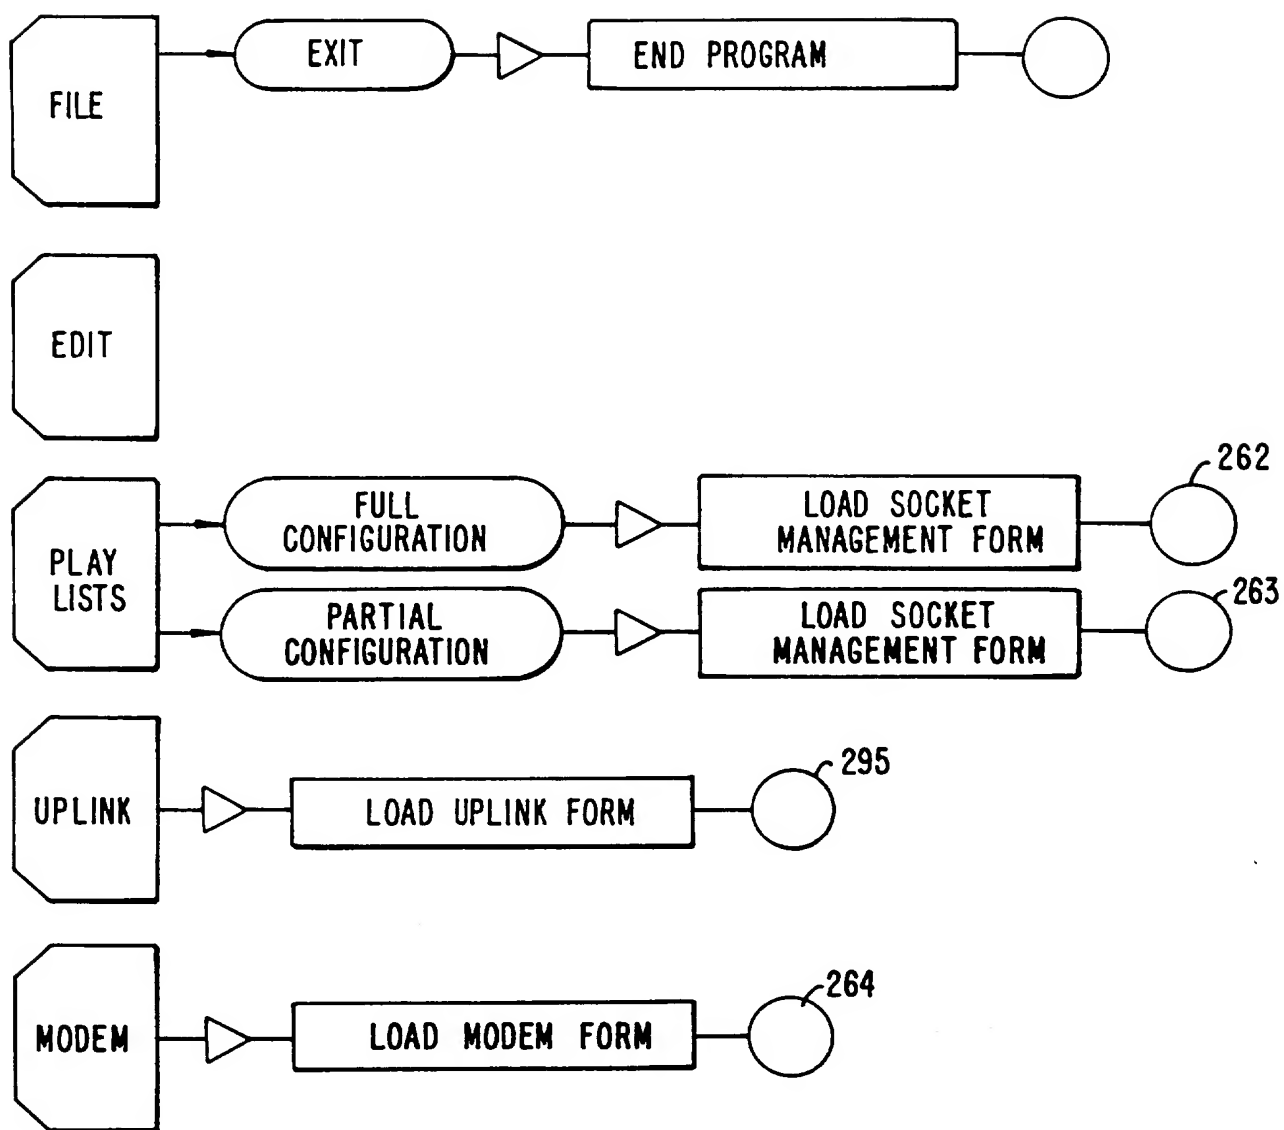 FILE
EXIT
END PROGRAM
EDIT
PLAY
LISTS
FULL
CONFIGURATION
LOAD SOCKET
MANAGEMENT FORM
262
PARTIAL
CONFIGURATION
LOAD SOCKET
MANAGEMENT FORM
263
UPLINK
LOAD UPLINK FORM
295
MODEM
LOAD MODEM FORM
264